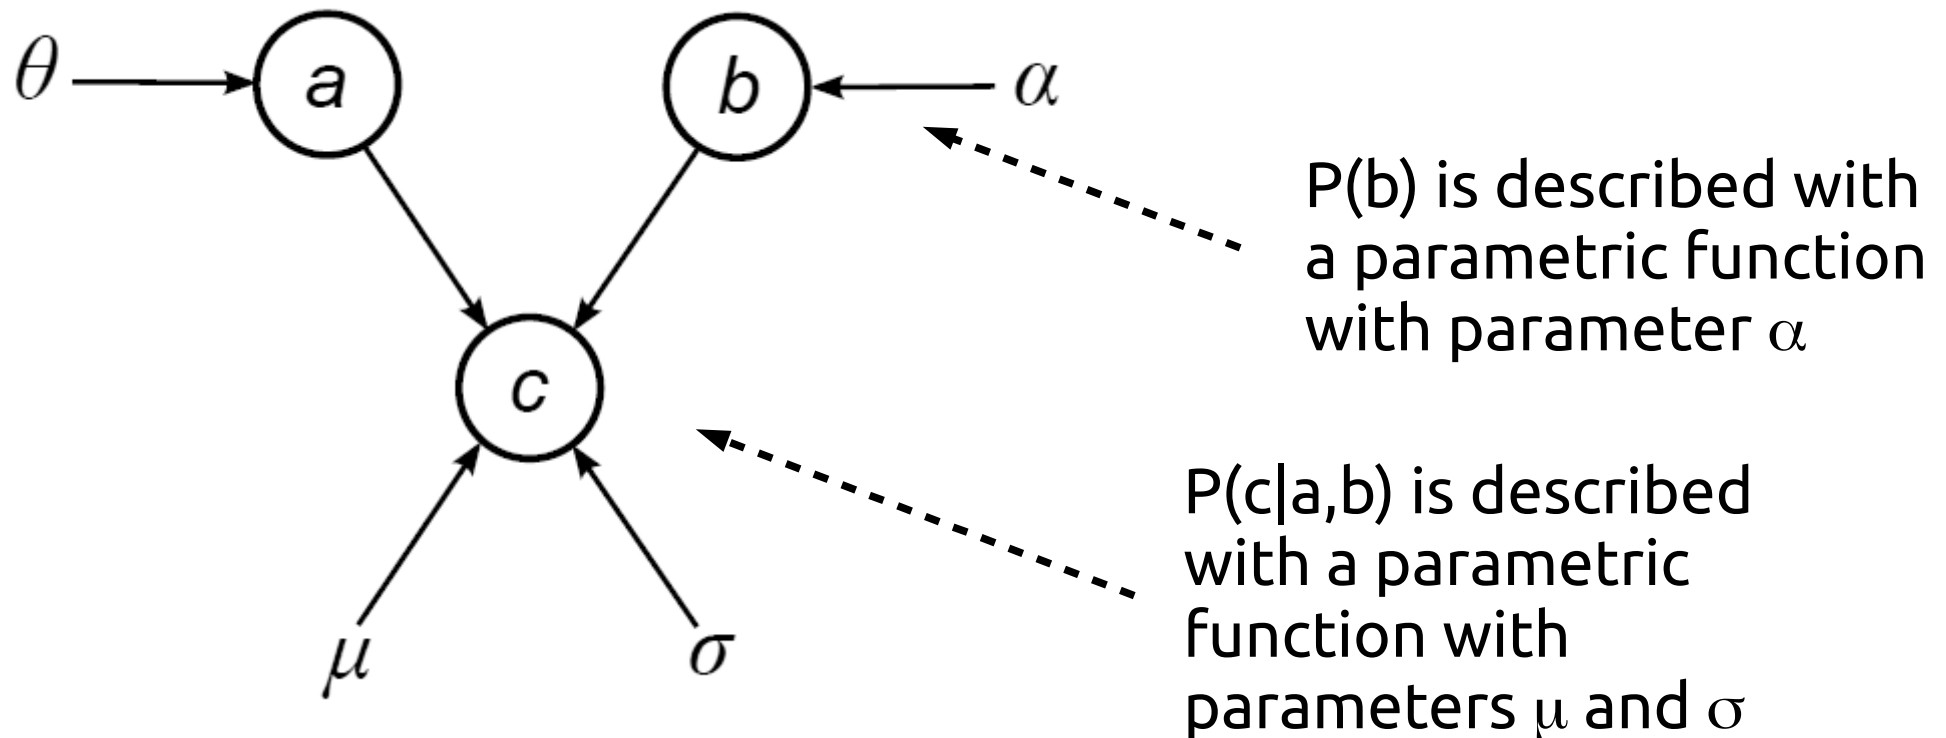 θ
a
b
α
P(b) is described with
a parametric function
with parameter α
c
P(c|a,b) is described
with a parametric
function with
parameters μ and σ
μ
σ